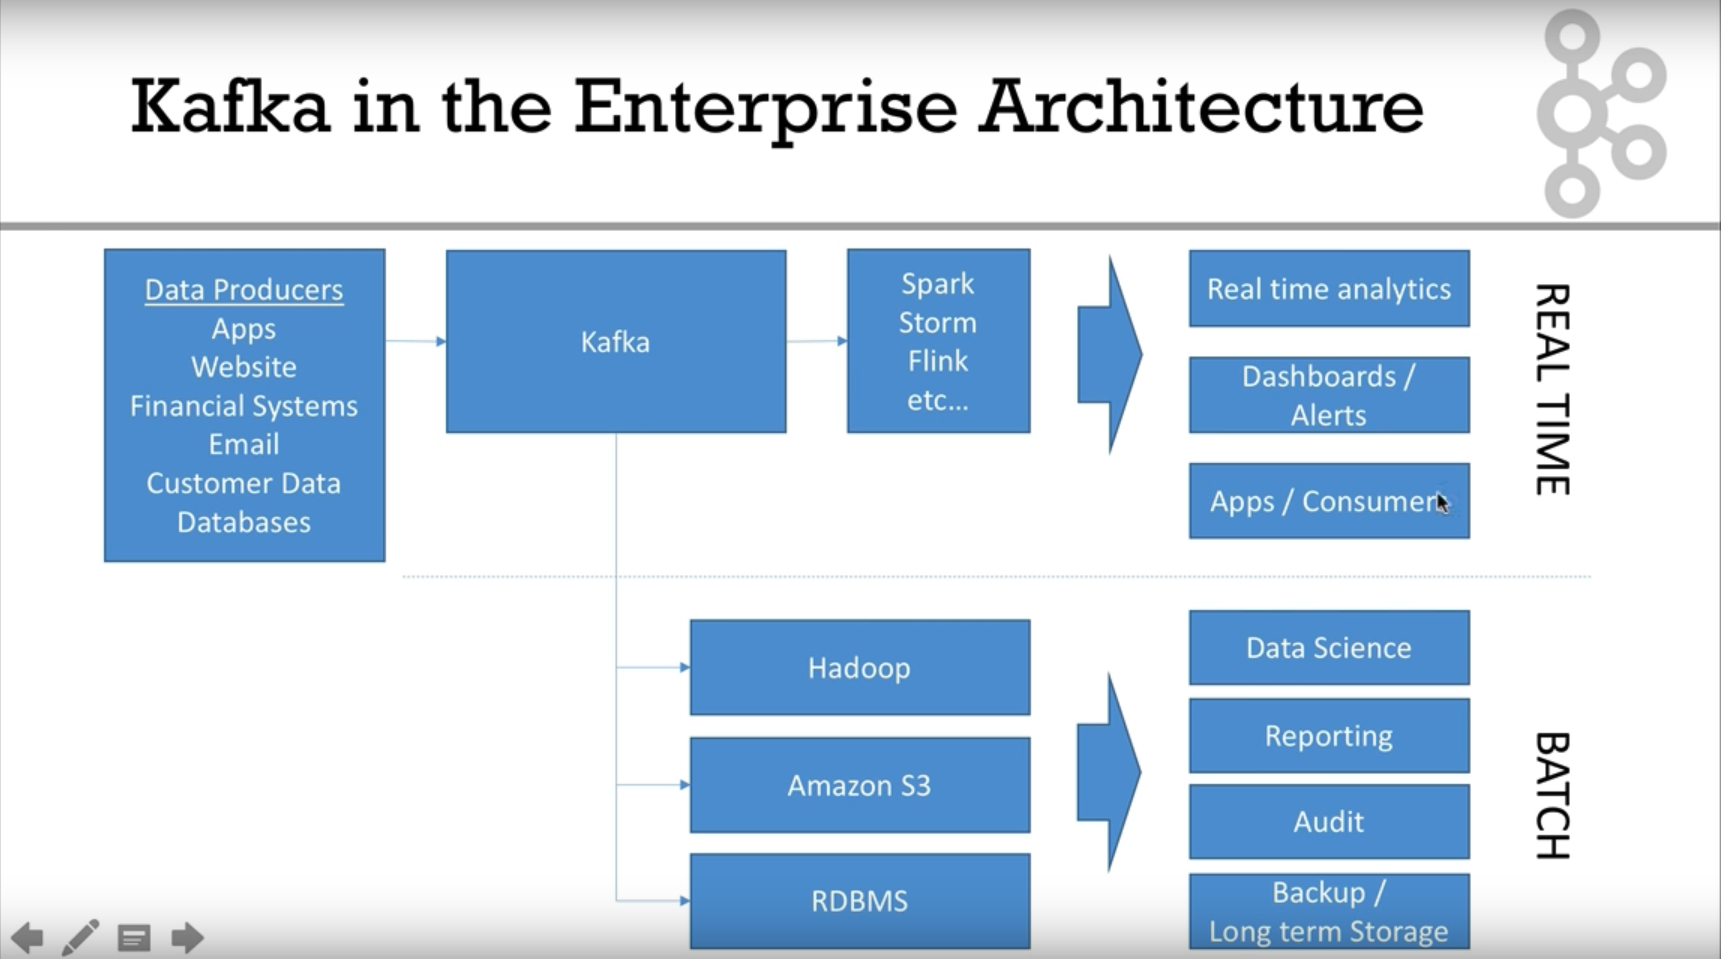 Kafka in the Enterprise Architecture
Data Producers
Apps
Website
Financial Systems
Email
Customer Data
Databases
Kafka
Spark
Storm
Flink
etc...
Real time analytics
Dashboards /
Alerts
Apps / Consumers
REAL TIME
Hadoop
Amazon S3
RDBMS
Data Science
Reporting
Audit
Backup /
Long term Storage
BATCH